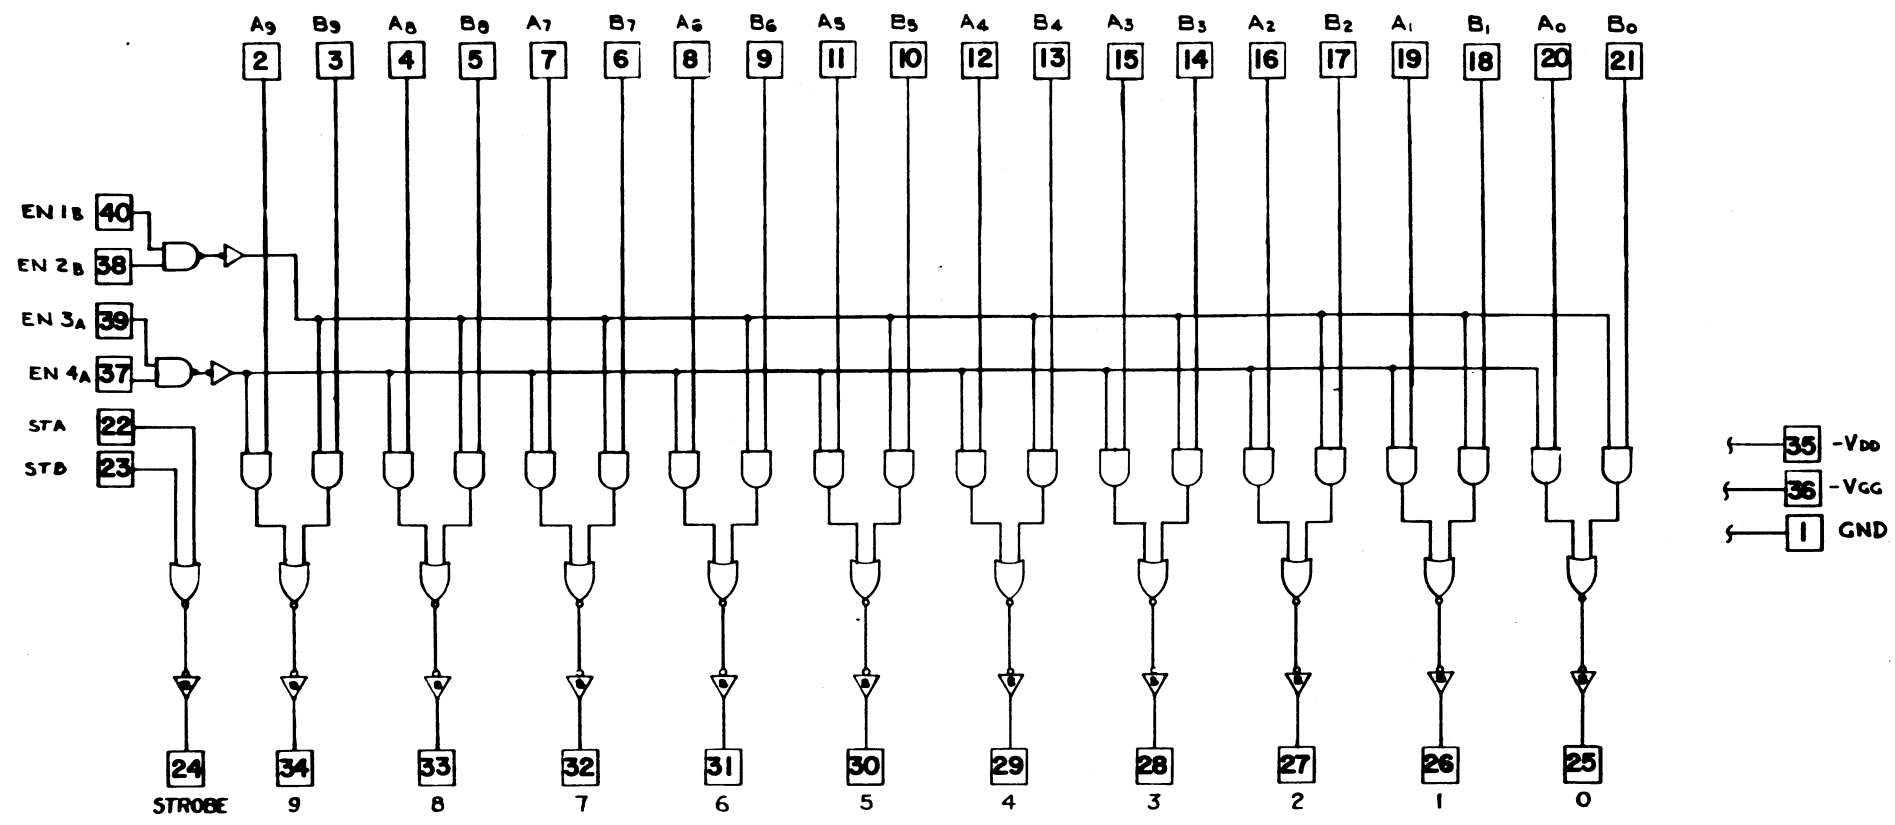 A9 B9 A8 B8 A7 B7 A6 B6 A5 B5 A4 B4 A3 B3 A2 B2 A1 B1 A0 B0
2 3 4 5 7 6 8 9 11 10 12 13 15 14 16 17 19 18 20 21
EN 1B 40
EN 2B 38
EN 3A 39
EN 4A 37
STA 22
STB 23
35 -VDD
36 -VGG
1 GND
24 34 33 32 31 30 29 28 27 26 25
STROBE 9 8 7 6 5 4 3 2 1 0